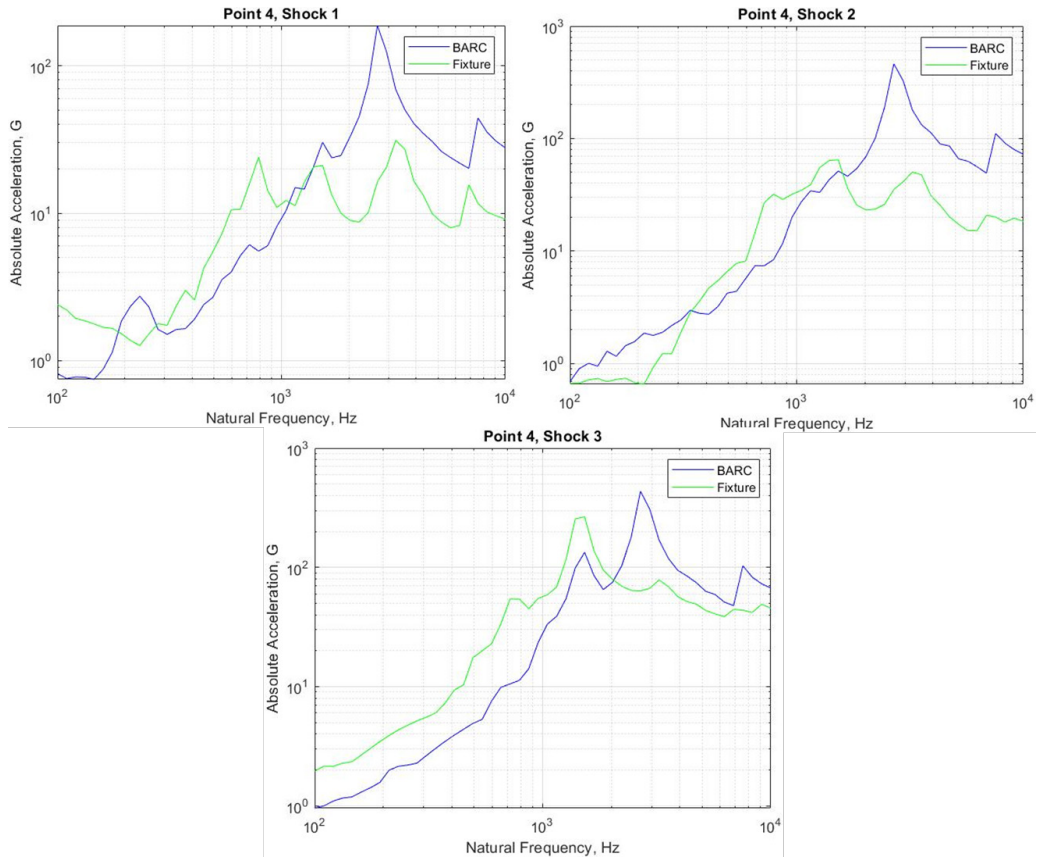 Point 4, Shock 1
BARC
Fixture
Absolute Acceleration, G
10^2
10^1
10^0
10^2
10^3
10^4
Natural Frequency, Hz
Point 4, Shock 2
BARC
Fixture
Absolute Acceleration, G
10^3
10^2
10^1
10^0
10^2
10^3
10^4
Natural Frequency, Hz
Point 4, Shock 3
BARC
Fixture
Absolute Acceleration, G
10^3
10^2
10^1
10^0
10^2
10^3
10^4
Natural Frequency, Hz